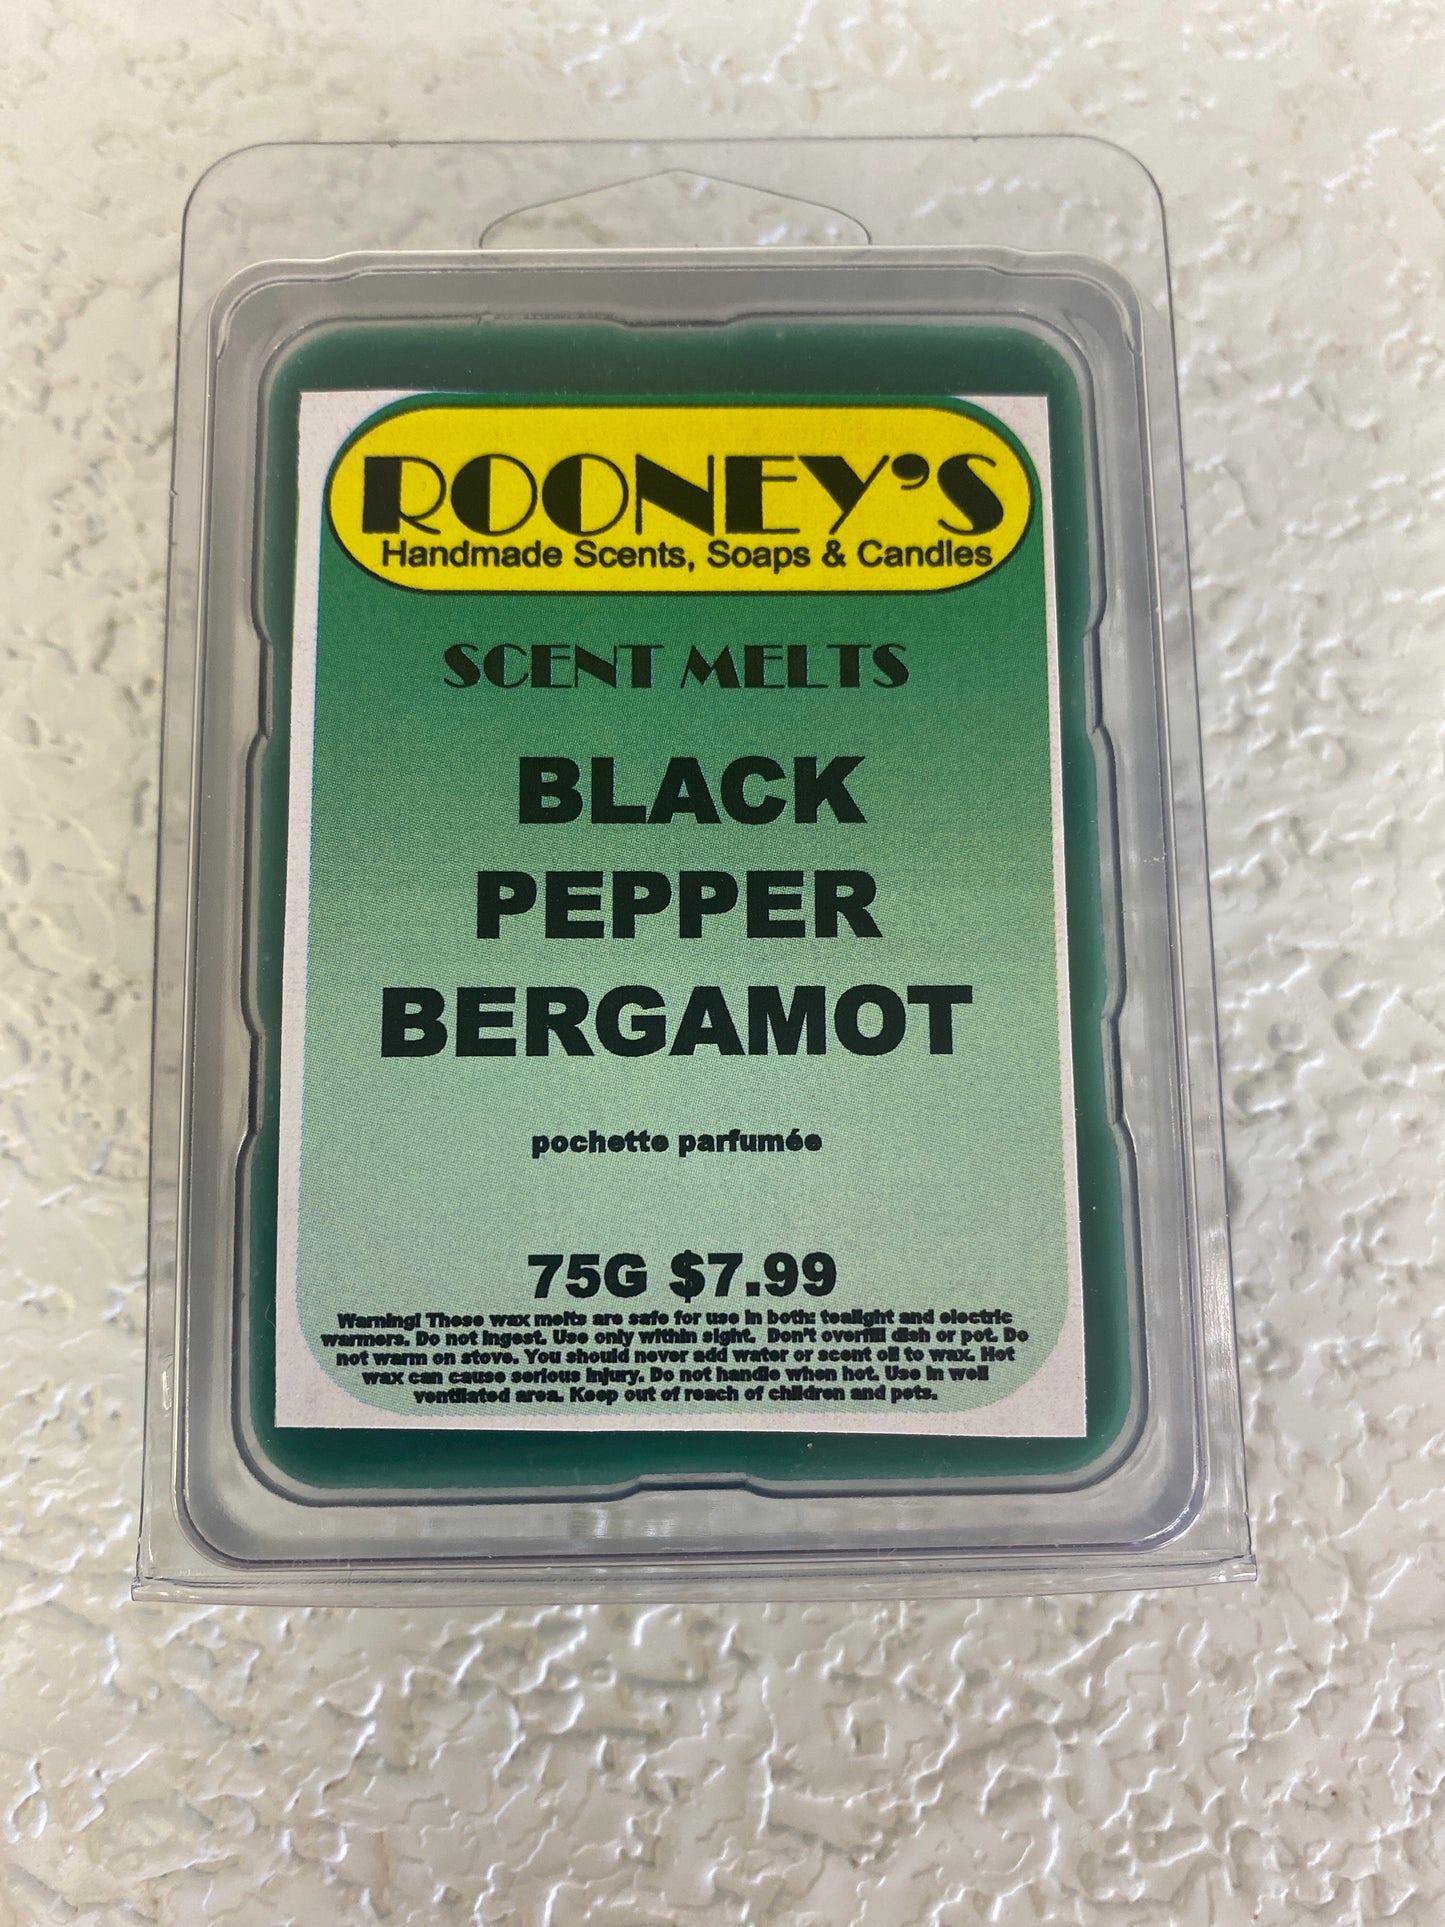 ROONEY'S
Handmade Scents, Soaps & Candles
SCENT MELTS
BLACK
PEPPER
BERGAMOT
pochette parfumée
75G $7.99
Warning! These wax melts are safe for use in both: tealight and electric
warmers. Do not ingest. Use only within sight. Don't overfill dish or pot. Do
not warm on stove. You should never add water or scent oil to wax. Hot
wax can cause serious injury. Do not handle when hot. Use in well
ventilated area. Keep out of reach of children and pets.